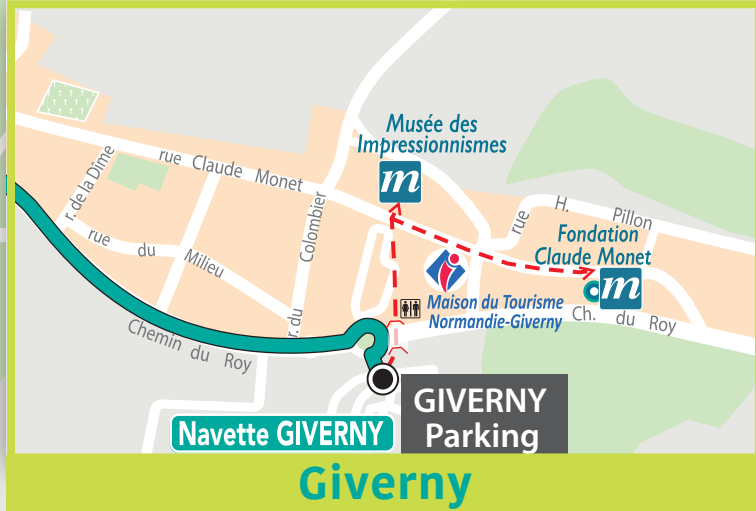 Musée des
Impressionnismes
m
rue Claude Monet
r. de la Dîme
rue du Milieu
r. du Colombier
rue H. Pillon
Fondation
Claude Monet
m
Maison du Tourisme
Normandie-Giverny
Ch. du Roy
Chemin du Roy
GIVERNY
Parking
Navette GIVERNY
Giverny